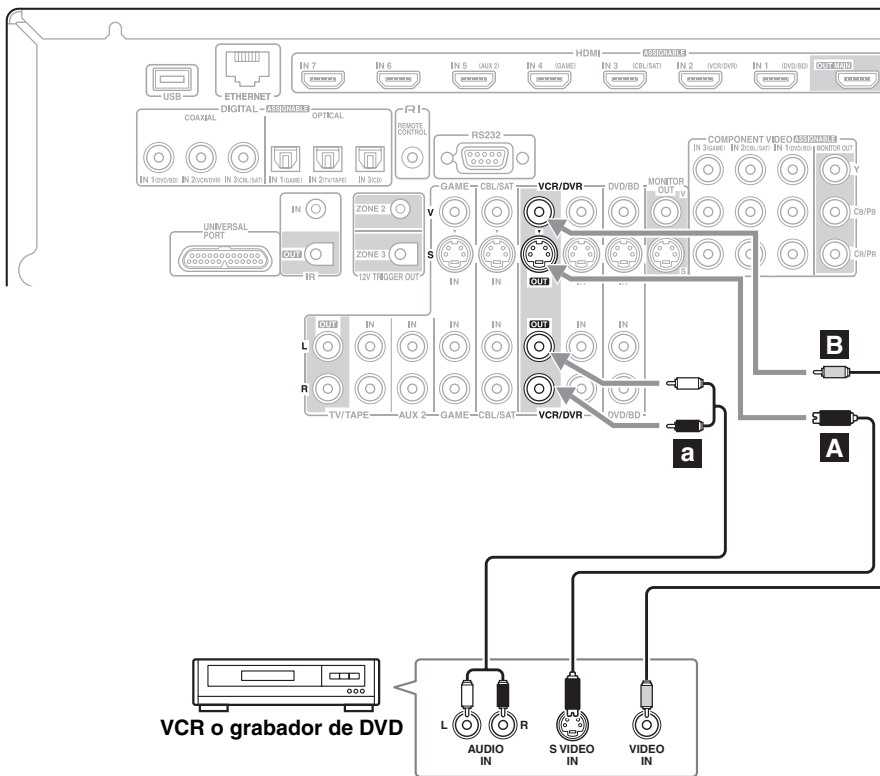 HDMI ASSIGNABLE
IN 7 IN 6 IN 5 (AUX 2) IN 4 (GAME) IN 3 (CBL/SAT) IN 2 (VCR/DVR) IN 1 (DVD/BD) OUT MAIN
USB
ETHERNET
DIGITAL ASSIGNABLE
COAXIAL OPTICAL
IN 1(DVD/BD) IN 2(VCR/DVR) IN 3(CBL/SAT) IN 1(GAME) IN 2(TV/TAPE) IN 3(CD)
RI
REMOTE
CONTROL
RS232
COMPONENT VIDEO ASSIGNABLE
IN 3(GAME) IN 2(CBL/SAT) IN 1(DVD/BD) MONITOR OUT
Y
CB/PB
CR/PR
GAME CBL/SAT VCR/DVR DVD/BD MONITOR
OUT
V
V
S
S
IN IN OUT IN IN
UNIVERSAL
PORT
IN
OUT
IR
ZONE 2
ZONE 3
12V TRIGGER OUT
OUT IN IN IN IN OUT IN IN
L
R
TV/TAPE AUX 2 GAME CBL/SAT VCR/DVR DVD/BD
B
A
a
VCR o grabador de DVD
L R
AUDIO
IN
S VIDEO
IN
VIDEO
IN